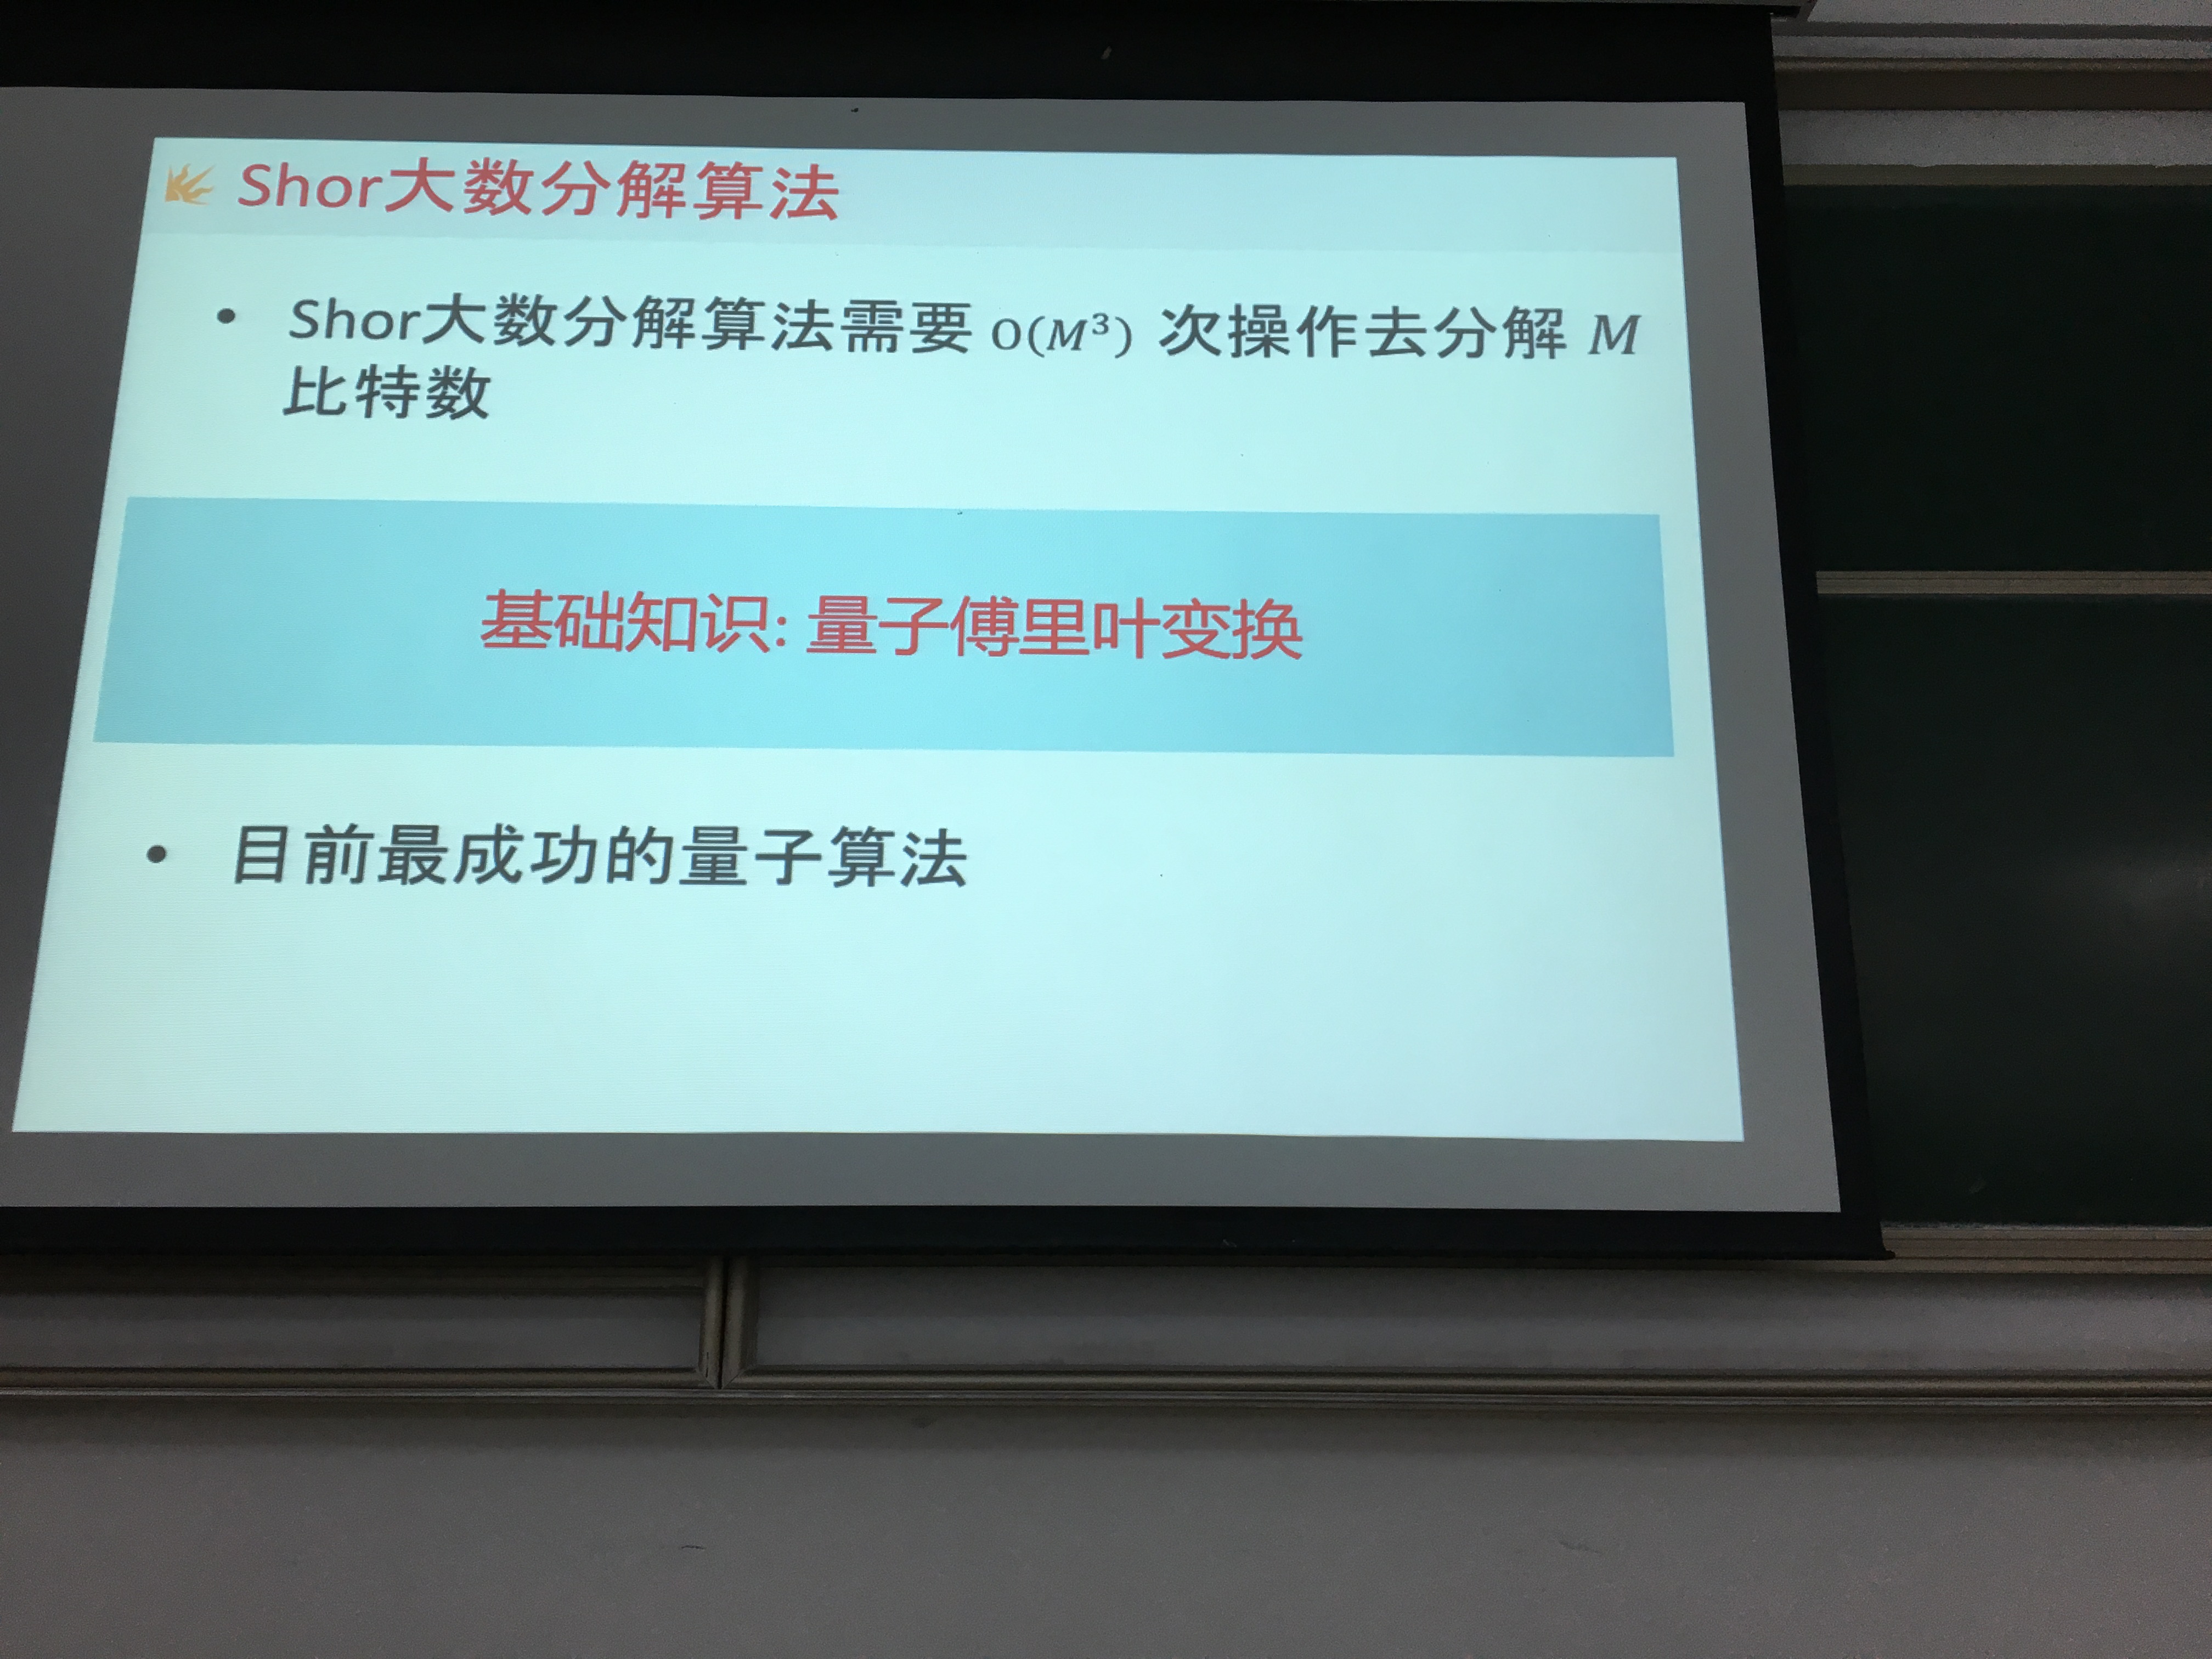 Shor大数分解算法
• Shor大数分解算法需要 O(M³) 次操作去分解 M
比特数
基础知识: 量子傅里叶变换
• 目前最成功的量子算法